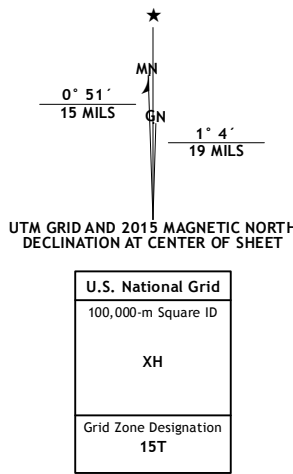 MN
0° 51´
15 MILS
GN
1° 4´
19 MILS
UTM GRID AND 2015 MAGNETIC NORTH
DECLINATION AT CENTER OF SHEET
U.S. National Grid
100,000-m Square ID
XH
Grid Zone Designation
15T